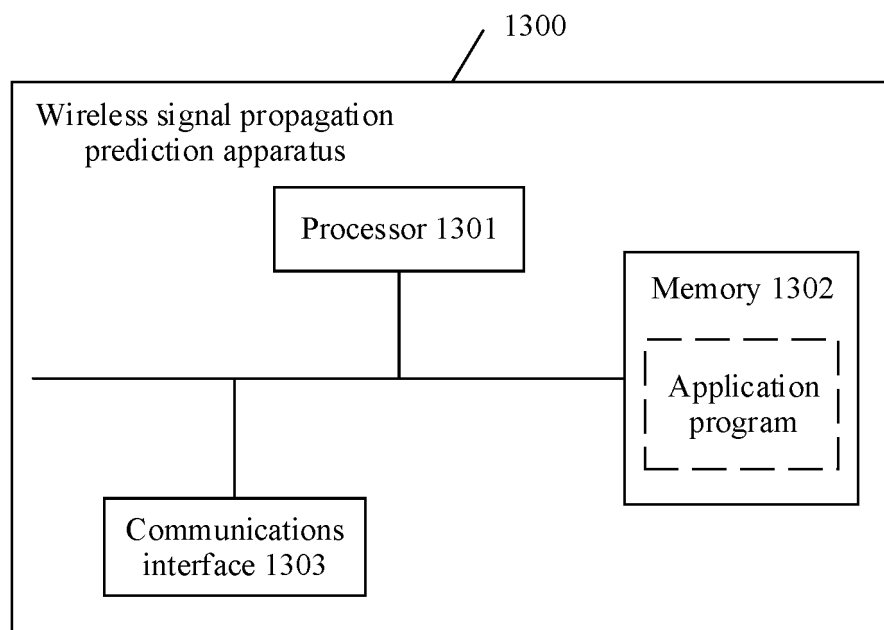 1300
Wireless signal propagation
prediction apparatus
Processor 1301
Memory 1302
Application
program
Communications
interface 1303